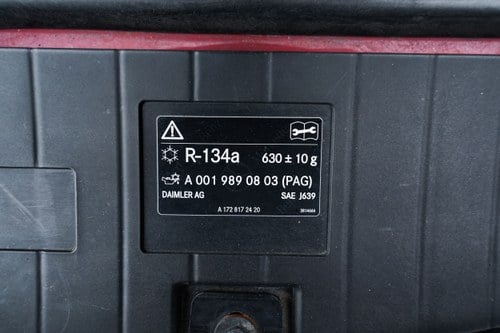 R-134a 630 ± 10 g
A 001 989 08 03 (PAG)
DAIMLER AG SAE J639
A 172 817 24 20